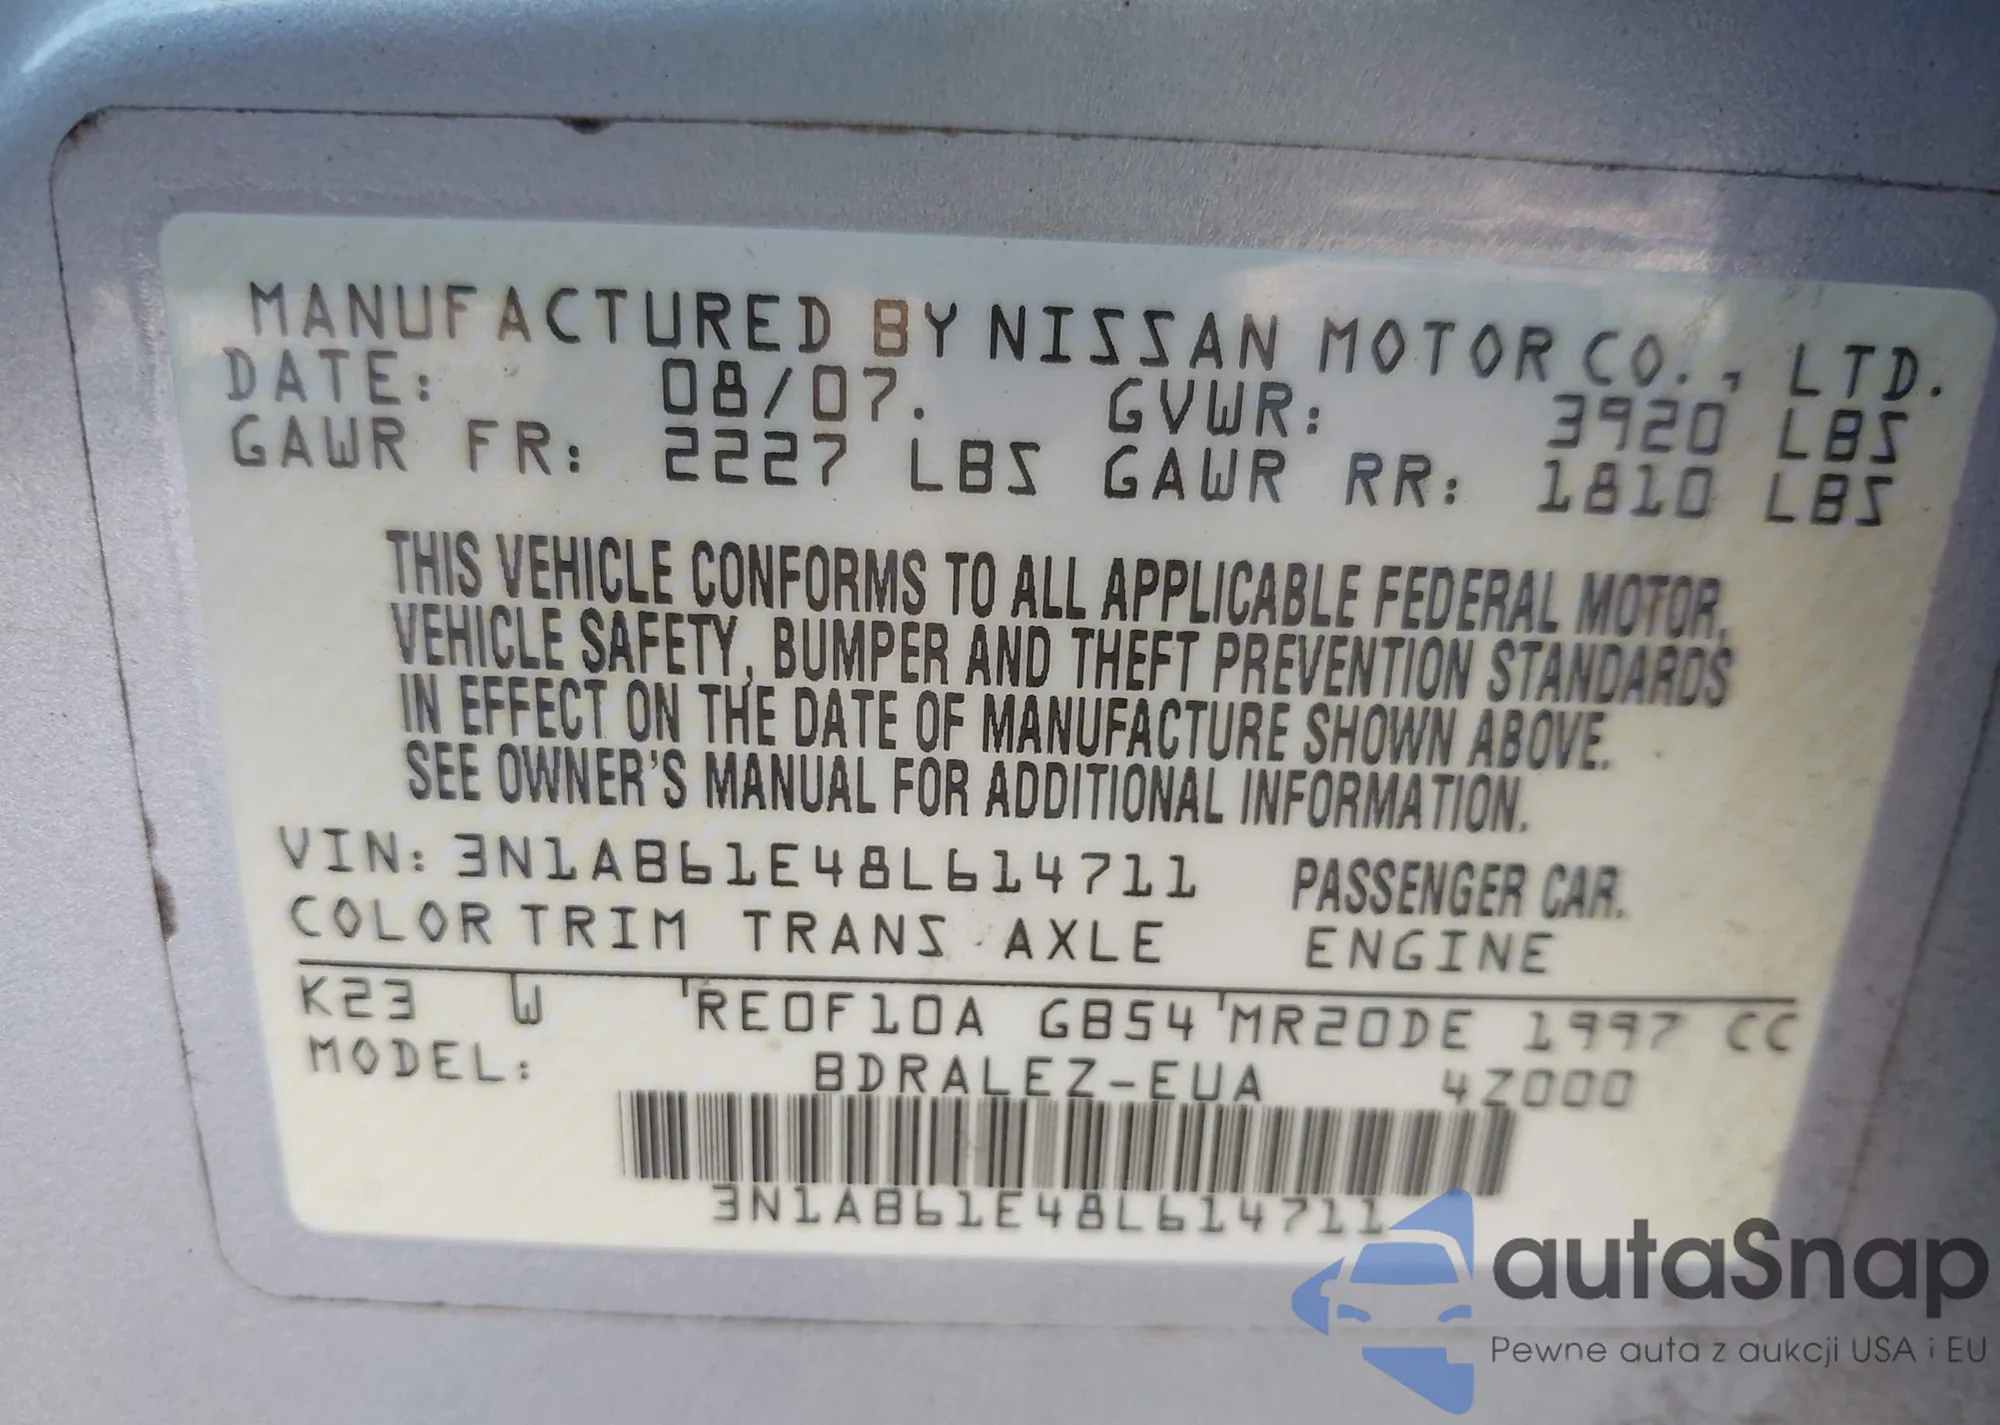 MANUFACTURED BY NISSAN MOTOR CO., LTD.
DATE: 08/07. GVWR: 3920 LBS
GAWR FR: 2227 LBS GAWR RR: 1810 LBS
THIS VEHICLE CONFORMS TO ALL APPLICABLE FEDERAL MOTOR
VEHICLE SAFETY, BUMPER AND THEFT PREVENTION STANDARDS
IN EFFECT ON THE DATE OF MANUFACTURE SHOWN ABOVE.
SEE OWNER'S MANUAL FOR ADDITIONAL INFORMATION.
VIN: 3N1AB61E48L614711 PASSENGER CAR.
COLOR TRIM TRANS AXLE ENGINE
K23 W RE0F10A GB54 MR20DE 1997 CC
MODEL: BDRALEZ-EUA 4Z000
3N1AB61E48L614711
autaSnap
Pewne auta z aukcji USA i EU